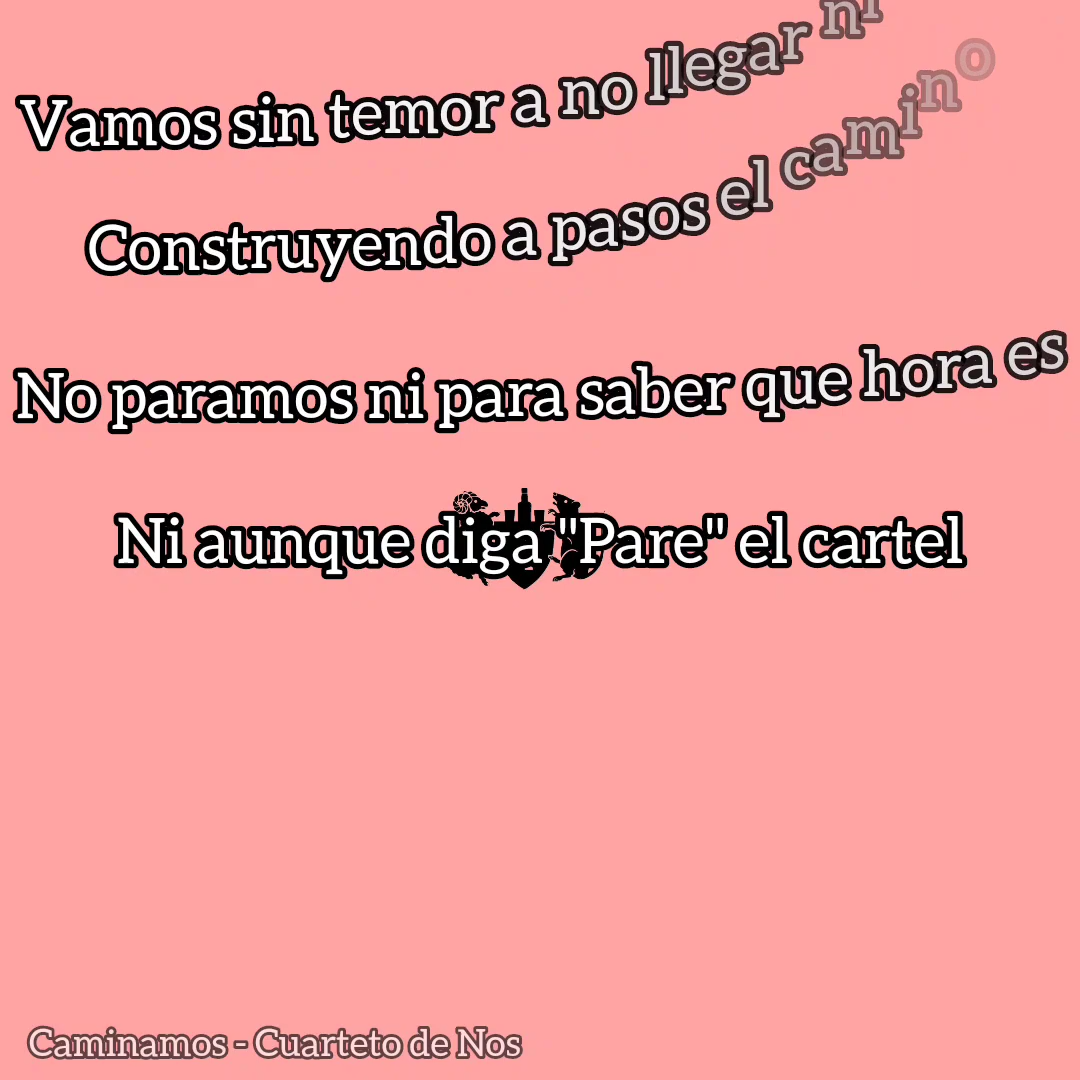 Vamos sin temor a no llegar ni
Construyendo a pasos el camino
No paramos ni para saber que hora es
Ni aunque diga "Pare" el cartel
Caminamos - Cuarteto de Nos